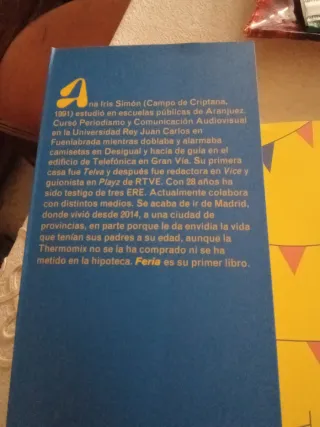 Ana Iris Simón (Campo de Criptana,
1991) estudió en escuelas públicas de Aranjuez.
Cursó Periodismo y Comunicación Audiovisual
en la Universidad Rey Juan Carlos en
Fuenlabrada mientras doblaba y alarmaba
camisetas en Desigual y hacía de guía en el
edificio de Telefónica en Gran Vía. Su primera
casa fue Telva y después fue redactora en Vice y
guionista en Playz de RTVE. Con 28 años ha
sido testigo de tres ERE. Actualmente colabora
con distintos medios. Se acaba de ir de Madrid,
donde vivió desde 2014, a una ciudad de
provincias, en parte porque le da envidia la vida
que tenían sus padres a su edad, aunque la
Thermomix no se la ha comprado ni se ha
metido en la hipoteca. Feria es su primer libro.